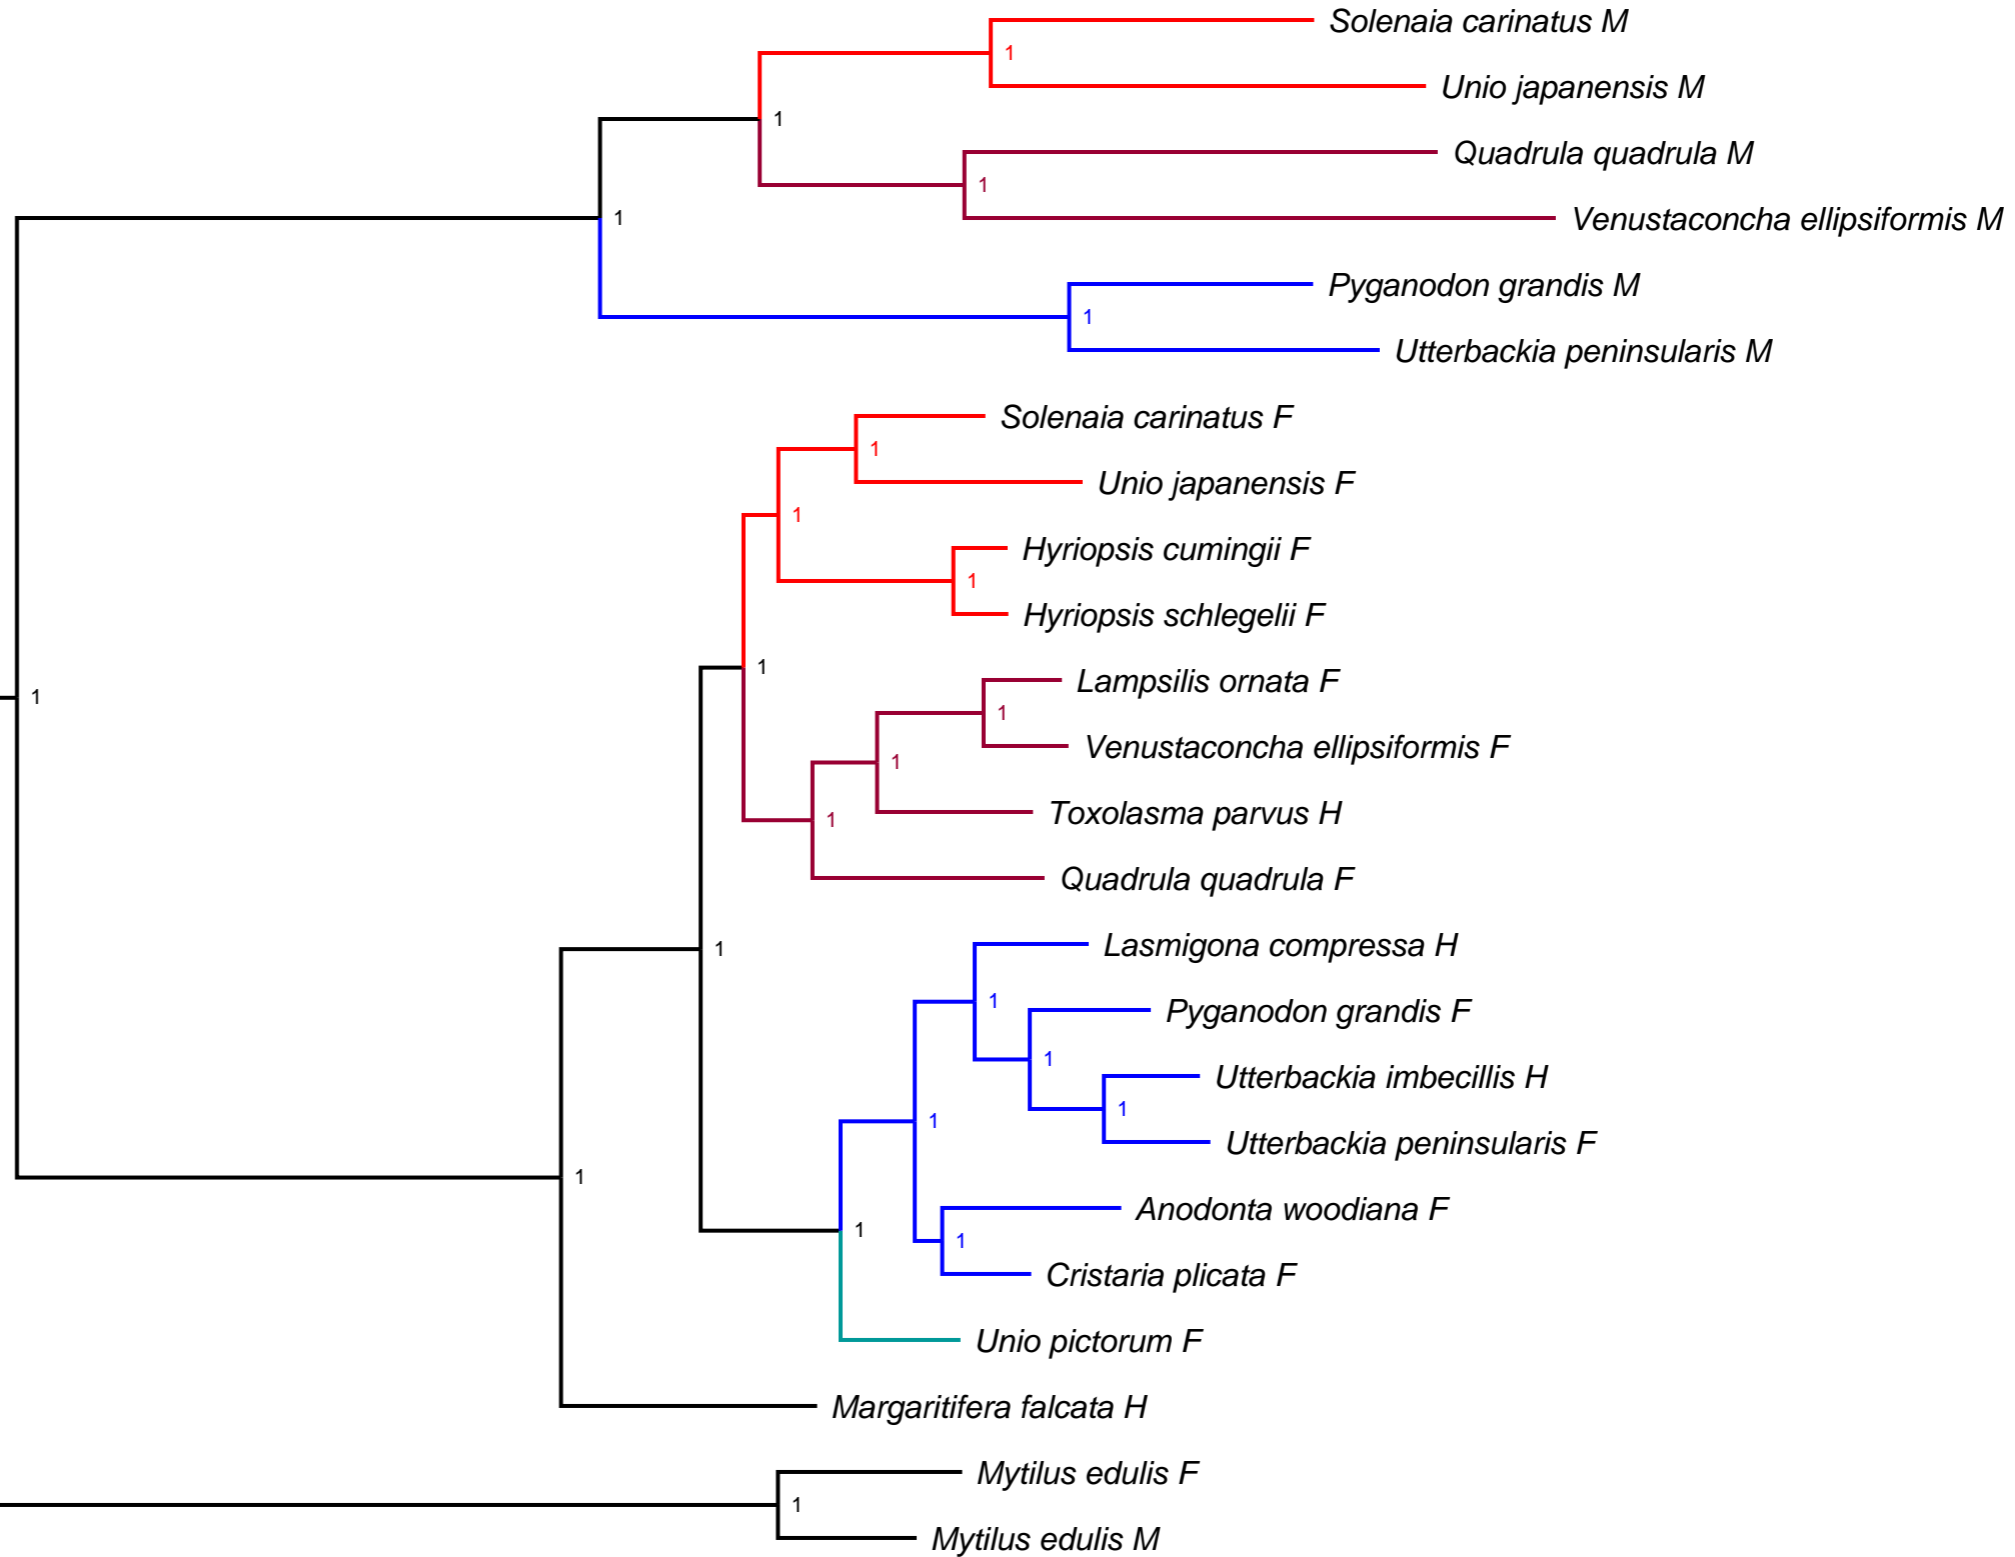 Solenaia carinatus M
1
Unio japanensis M
1
Quadrula quadrula M
1
Venustaconcha ellipsiformis M
1
Pyganodon grandis M
1
Utterbackia peninsularis M
Solenaia carinatus F
1
Unio japanensis F
1
Hyriopsis cumingii F
1
Hyriopsis schlegelii F
1
Lampsilis ornata F
1
1
Venustaconcha ellipsiformis F
1
Toxolasma parvus H
1
Quadrula quadrula F
Lasmigona compressa H
1
1
Pyganodon grandis F
1
Utterbackia imbecillis H
1
1
Utterbackia peninsularis F
1
Anodonta woodiana F
1
1
Cristaria plicata F
Unio pictorum F
Margaritifera falcata H
Mytilus edulis F
1
Mytilus edulis M